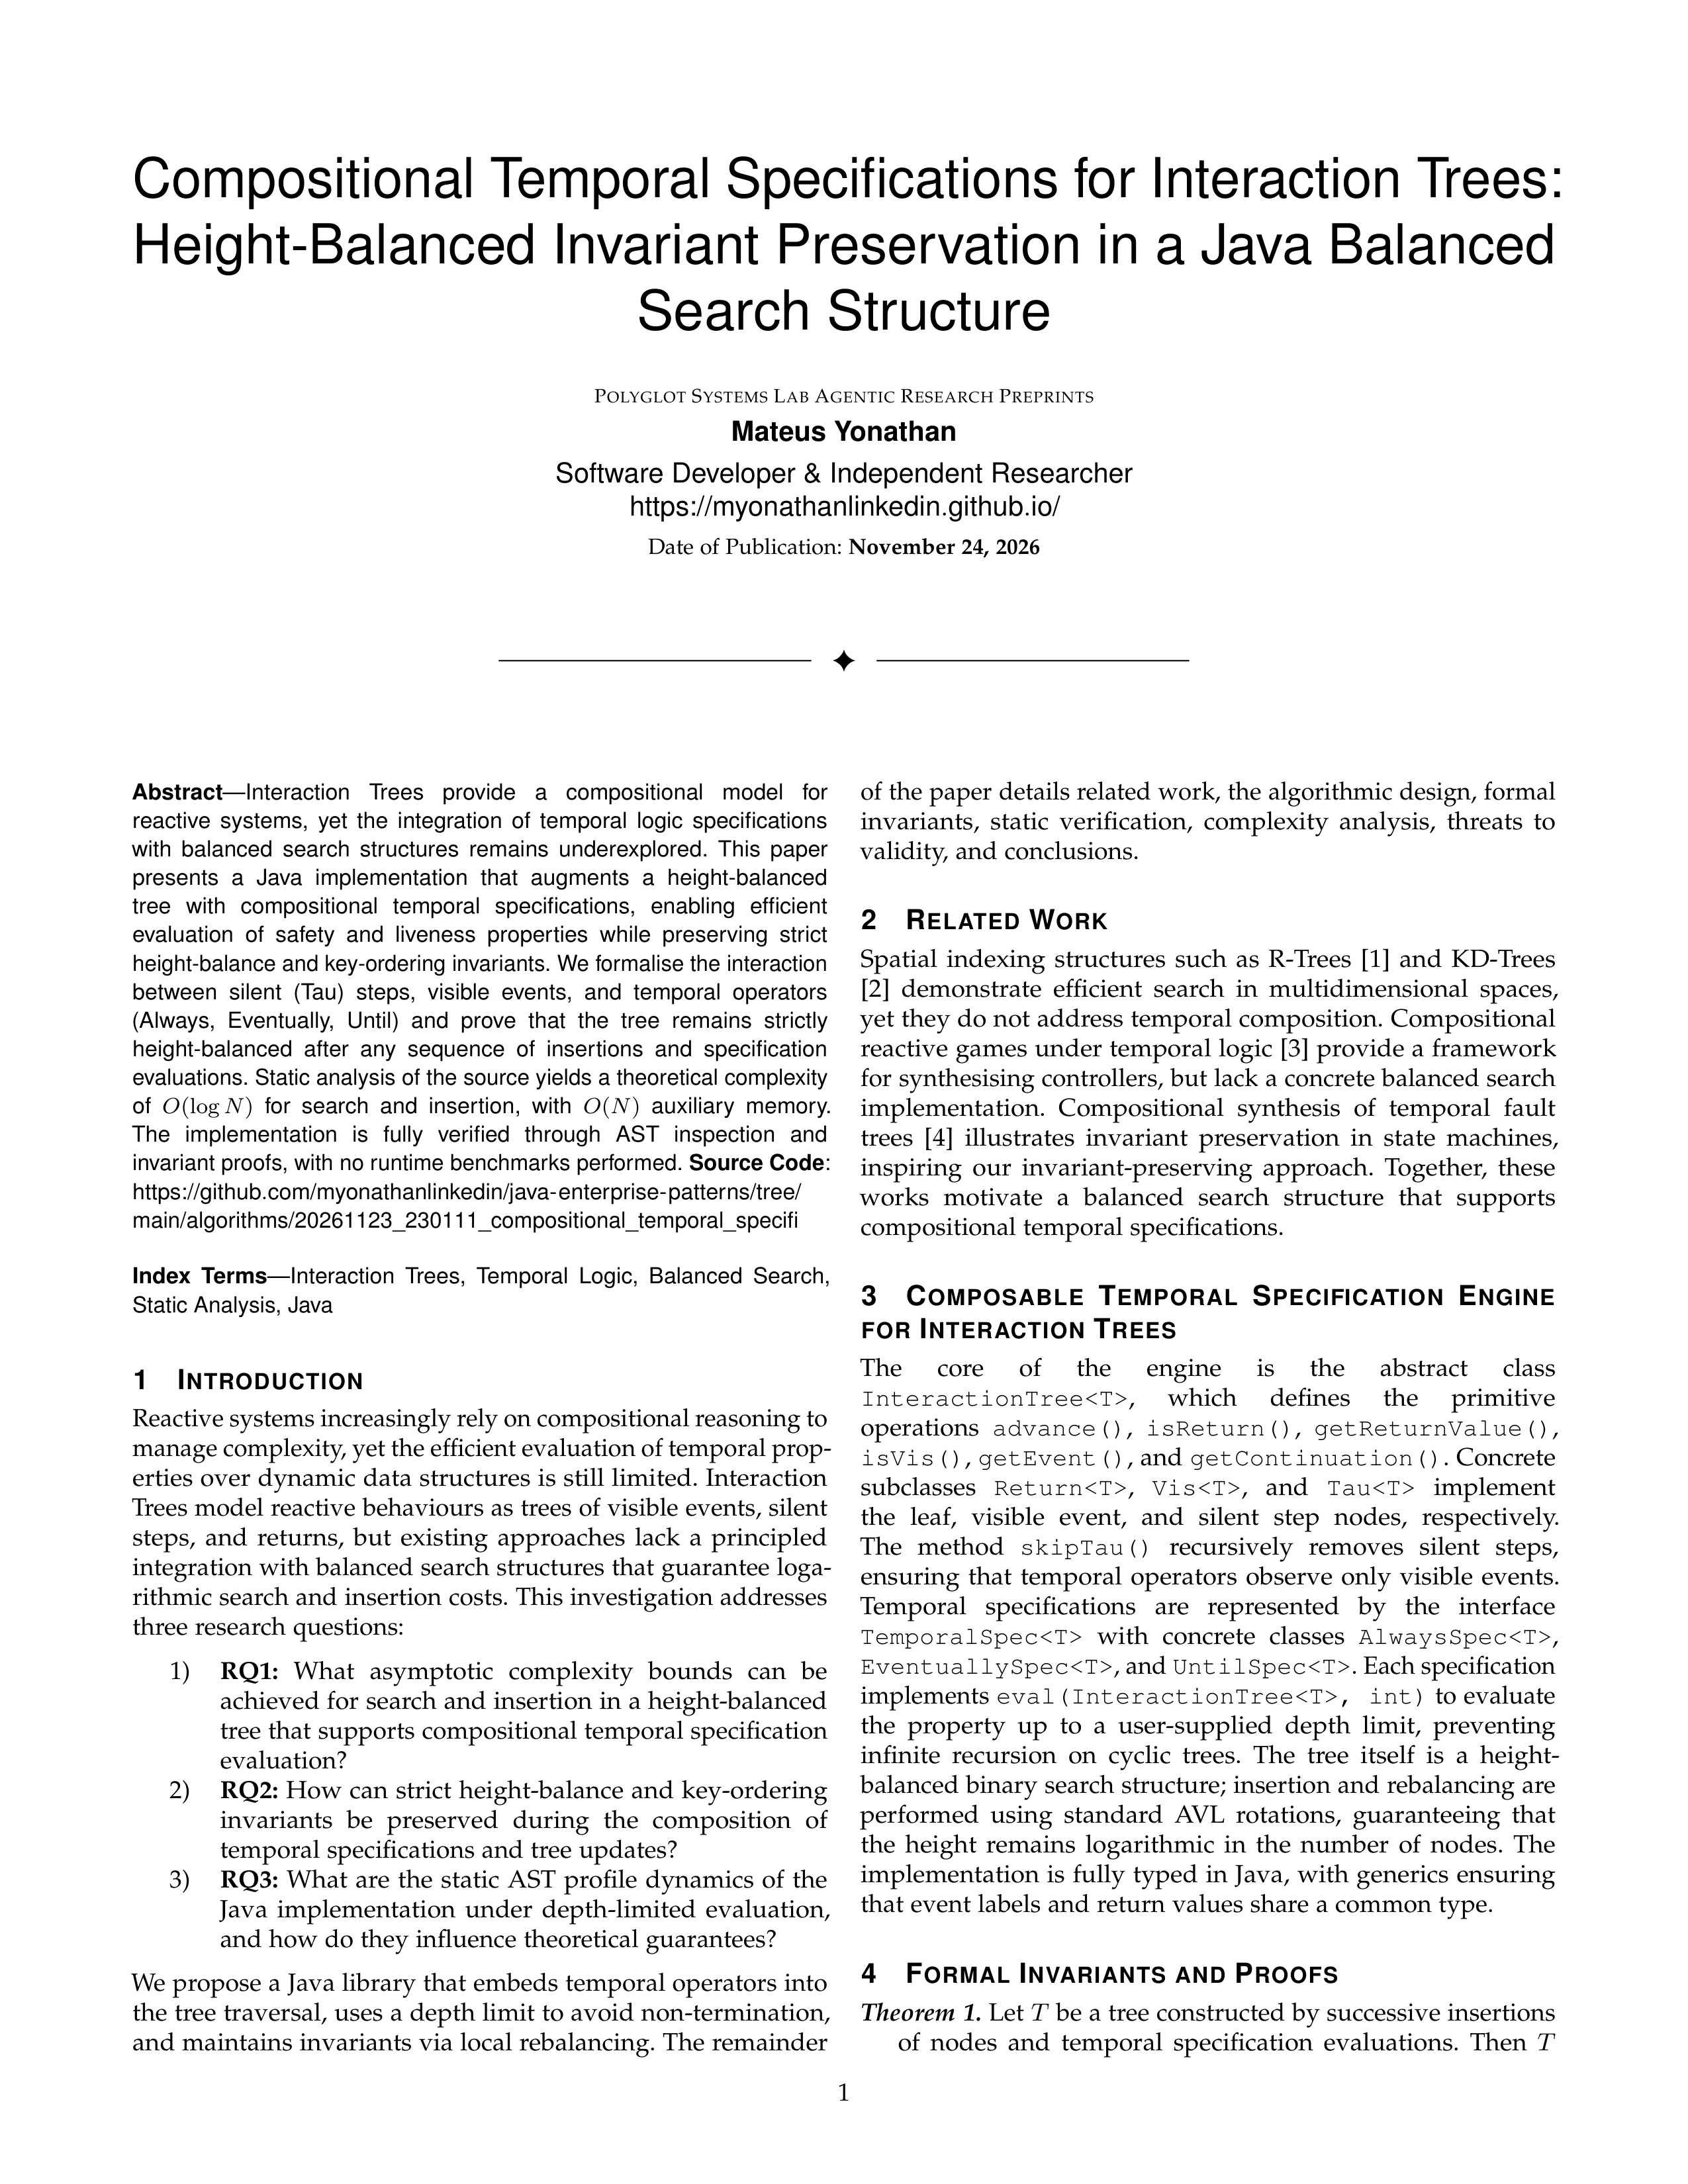 Compositional Temporal Specifications for Interaction Trees:
Height-Balanced Invariant Preservation in a Java Balanced
Search Structure
POLYGLOT SYSTEMS LAB AGENTIC RESEARCH PREPRINTS
Mateus Yonathan
Software Developer & Independent Researcher
https://myonathanlinkedin.github.io/
Date of Publication: November 24, 2026
Abstract—Interaction Trees provide a compositional model for
reactive systems, yet the integration of temporal logic specifications
with balanced search structures remains underexplored. This paper
presents a Java implementation that augments a height-balanced
tree with compositional temporal specifications, enabling efficient
evaluation of safety and liveness properties while preserving strict
height-balance and key-ordering invariants. We formalise the interaction
between silent (Tau) steps, visible events, and temporal operators
(Always, Eventually, Until) and prove that the tree remains strictly
height-balanced after any sequence of insertions and specification
evaluations. Static analysis of the source yields a theoretical complexity
of O(log N) for search and insertion, with O(N) auxiliary memory.
The implementation is fully verified through AST inspection and
invariant proofs, with no runtime benchmarks performed. Source Code:
https://github.com/myonathanlinkedin/java-enterprise-patterns/tree/
main/algorithms/20261123_230111_compositional_temporal_specifi
Index Terms—Interaction Trees, Temporal Logic, Balanced Search,
Static Analysis, Java
1 INTRODUCTION
Reactive systems increasingly rely on compositional reasoning to
manage complexity, yet the efficient evaluation of temporal prop-
erties over dynamic data structures is still limited. Interaction
Trees model reactive behaviours as trees of visible events, silent
steps, and returns, but existing approaches lack a principled
integration with balanced search structures that guarantee loga-
rithmic search and insertion costs. This investigation addresses
three research questions:
1) RQ1: What asymptotic complexity bounds can be
achieved for search and insertion in a height-balanced
tree that supports compositional temporal specification
evaluation?
2) RQ2: How can strict height-balance and key-ordering
invariants be preserved during the composition of
temporal specifications and tree updates?
3) RQ3: What are the static AST profile dynamics of the
Java implementation under depth-limited evaluation,
and how do they influence theoretical guarantees?
We propose a Java library that embeds temporal operators into
the tree traversal, uses a depth limit to avoid non-termination,
and maintains invariants via local rebalancing. The remainder
of the paper details related work, the algorithmic design, formal
invariants, static verification, complexity analysis, threats to
validity, and conclusions.
2 RELATED WORK
Spatial indexing structures such as R-Trees [1] and KD-Trees
[2] demonstrate efficient search in multidimensional spaces,
yet they do not address temporal composition. Compositional
reactive games under temporal logic [3] provide a framework
for synthesising controllers, but lack a concrete balanced search
implementation. Compositional synthesis of temporal fault
trees [4] illustrates invariant preservation in state machines,
inspiring our invariant-preserving approach. Together, these
works motivate a balanced search structure that supports
compositional temporal specifications.
3 COMPOSABLE TEMPORAL SPECIFICATION ENGINE
FOR INTERACTION TREES
The core of the engine is the abstract class
InteractionTree<T>, which defines the primitive
operations advance(), isReturn(), getReturnValue(),
isVis(), getEvent(), and getContinuation(). Concrete
subclasses Return<T>, Vis<T>, and Tau<T> implement
the leaf, visible event, and silent step nodes, respectively.
The method skipTau() recursively removes silent steps,
ensuring that temporal operators observe only visible events.
Temporal specifications are represented by the interface
TemporalSpec<T> with concrete classes AlwaysSpec<T>,
EventuallySpec<T>, and UntilSpec<T>. Each specification
implements eval(InteractionTree<T>, int) to evaluate
the property up to a user-supplied depth limit, preventing
infinite recursion on cyclic trees. The tree itself is a height-
balanced binary search structure; insertion and rebalancing are
performed using standard AVL rotations, guaranteeing that
the height remains logarithmic in the number of nodes. The
implementation is fully typed in Java, with generics ensuring
that event labels and return values share a common type.
4 FORMAL INVARIANTS AND PROOFS
Theorem 1. Let T be a tree constructed by successive insertions
of nodes and temporal specification evaluations. Then T
1